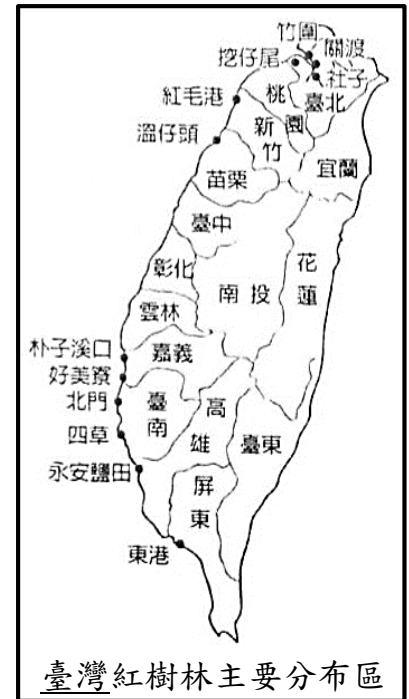 竹圍
關渡
挖仔尾
社子
臺北
桃園
紅毛港
新竹
溫仔頭
宜蘭
苗栗
臺中
花蓮
彰化
南投
雲林
朴子溪口
嘉義
好美寮
北門
臺南
高雄
四草
臺東
永安鹽田
屏東
東港
臺灣紅樹林主要分布區